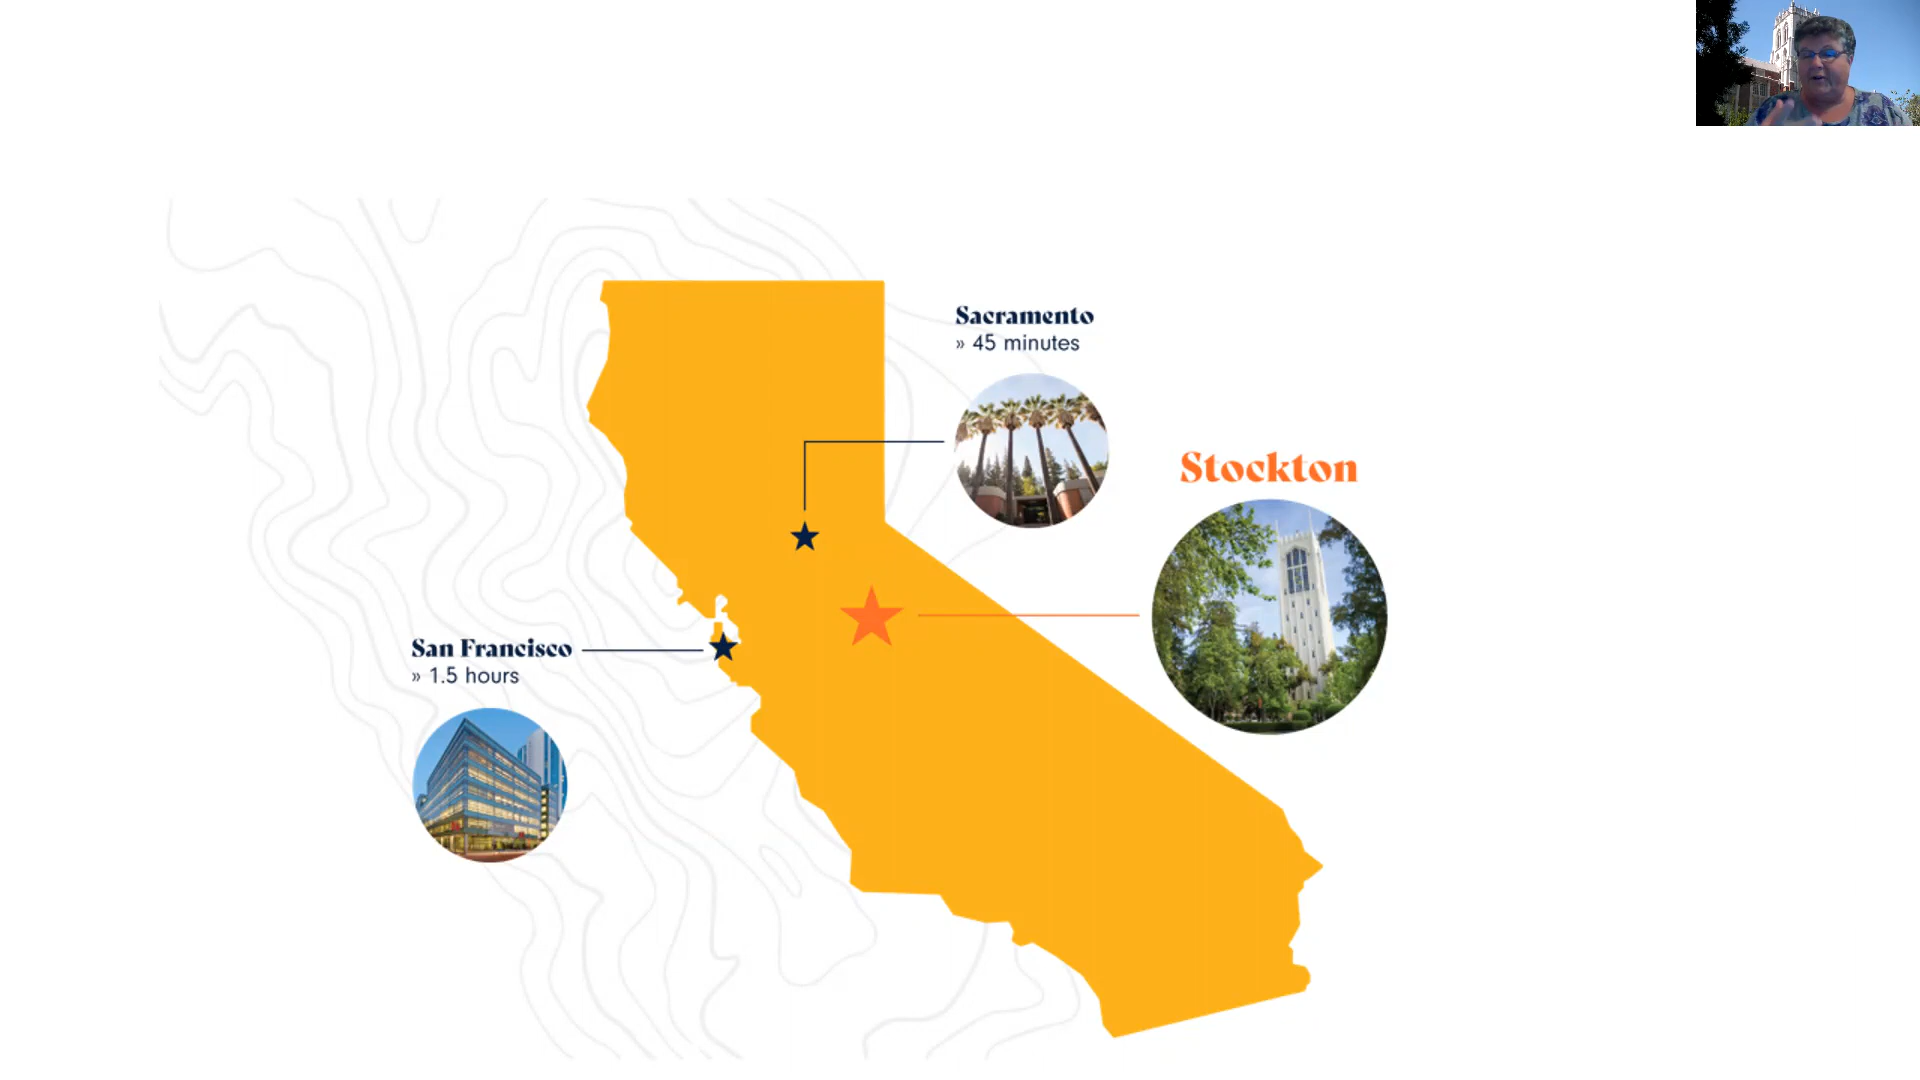 Sacramento
» 45 minutes
Stockton
San Francisco
» 1.5 hours